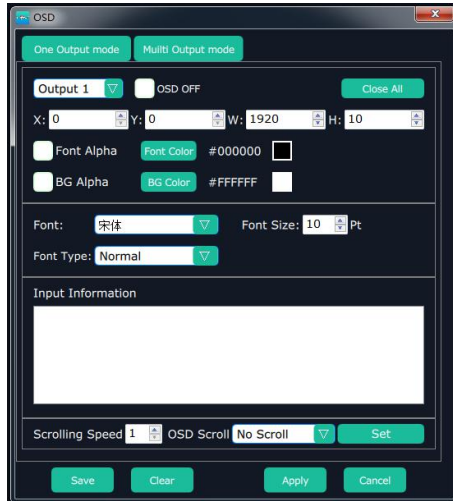 OSD
One Output mode Muilti Output mode
Output 1 OSD OFF Close All
X: 0 Y: 0 W: 1920 H: 10
Font Alpha Font Color #000000
BG Alpha BG Color #FFFFFF
Font: 宋体 Font Size: 10 Pt
Font Type: Normal
Input Information
Scrolling Speed 1 OSD Scroll No Scroll Set
Save Clear Apply Cancel